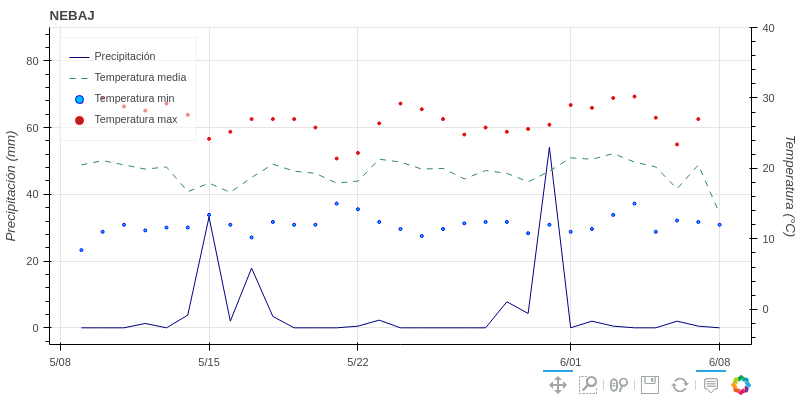 NEBAJ
Precipitación
Temperatura media
Temperatura min
Temperatura max
Precipitación (mm)
80
60
40
20
0
Temperatura (°C)
40
30
20
10
0
5/08
5/15
5/22
6/01
6/08